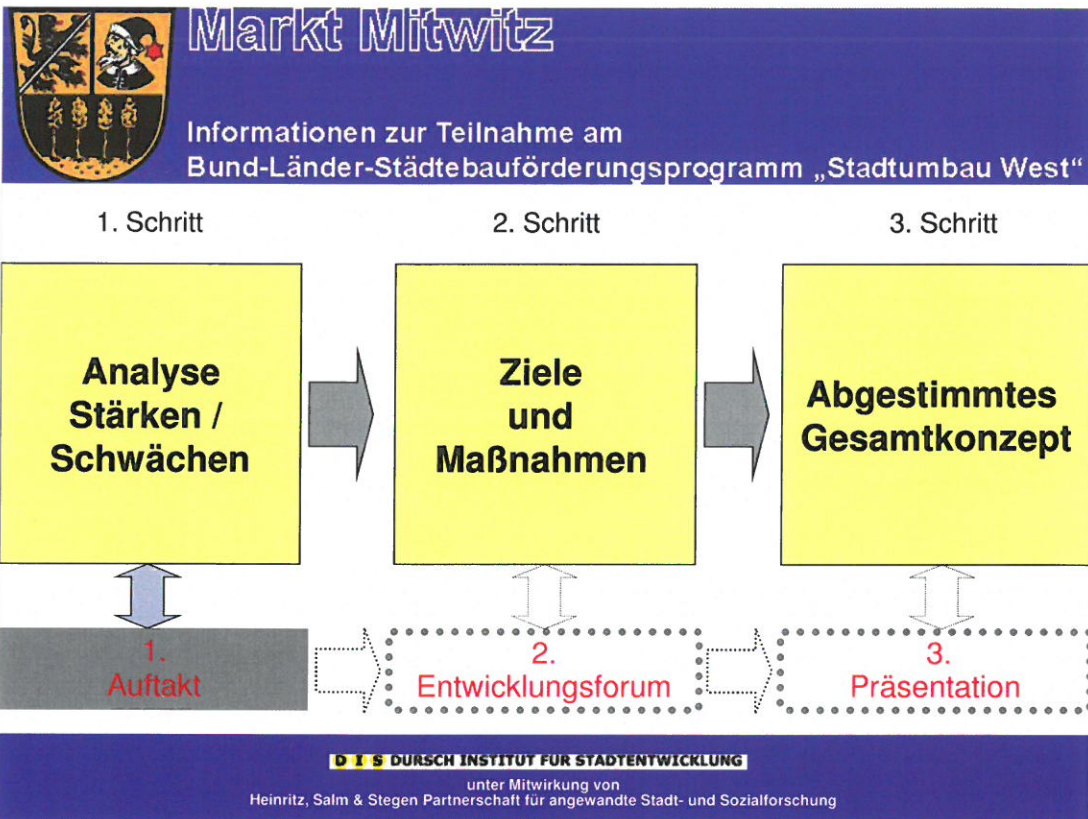 Markt Mitwitz
Informationen zur Teilnahme am
Bund-Länder-Städtebauförderungsprogramm „Stadtumbau West“
1. Schritt
2. Schritt
3. Schritt
Analyse
Stärken /
Schwächen
Ziele
und
Maßnahmen
Abgestimmtes
Gesamtkonzept
1.
Auftakt
2.
Entwicklungsforum
3.
Präsentation
D I S DURSCH INSTITUT FÜR STADTENTWICKLUNG
unter Mitwirkung von
Heinritz, Salm & Stegen Partnerschaft für angewandte Stadt- und Sozialforschung